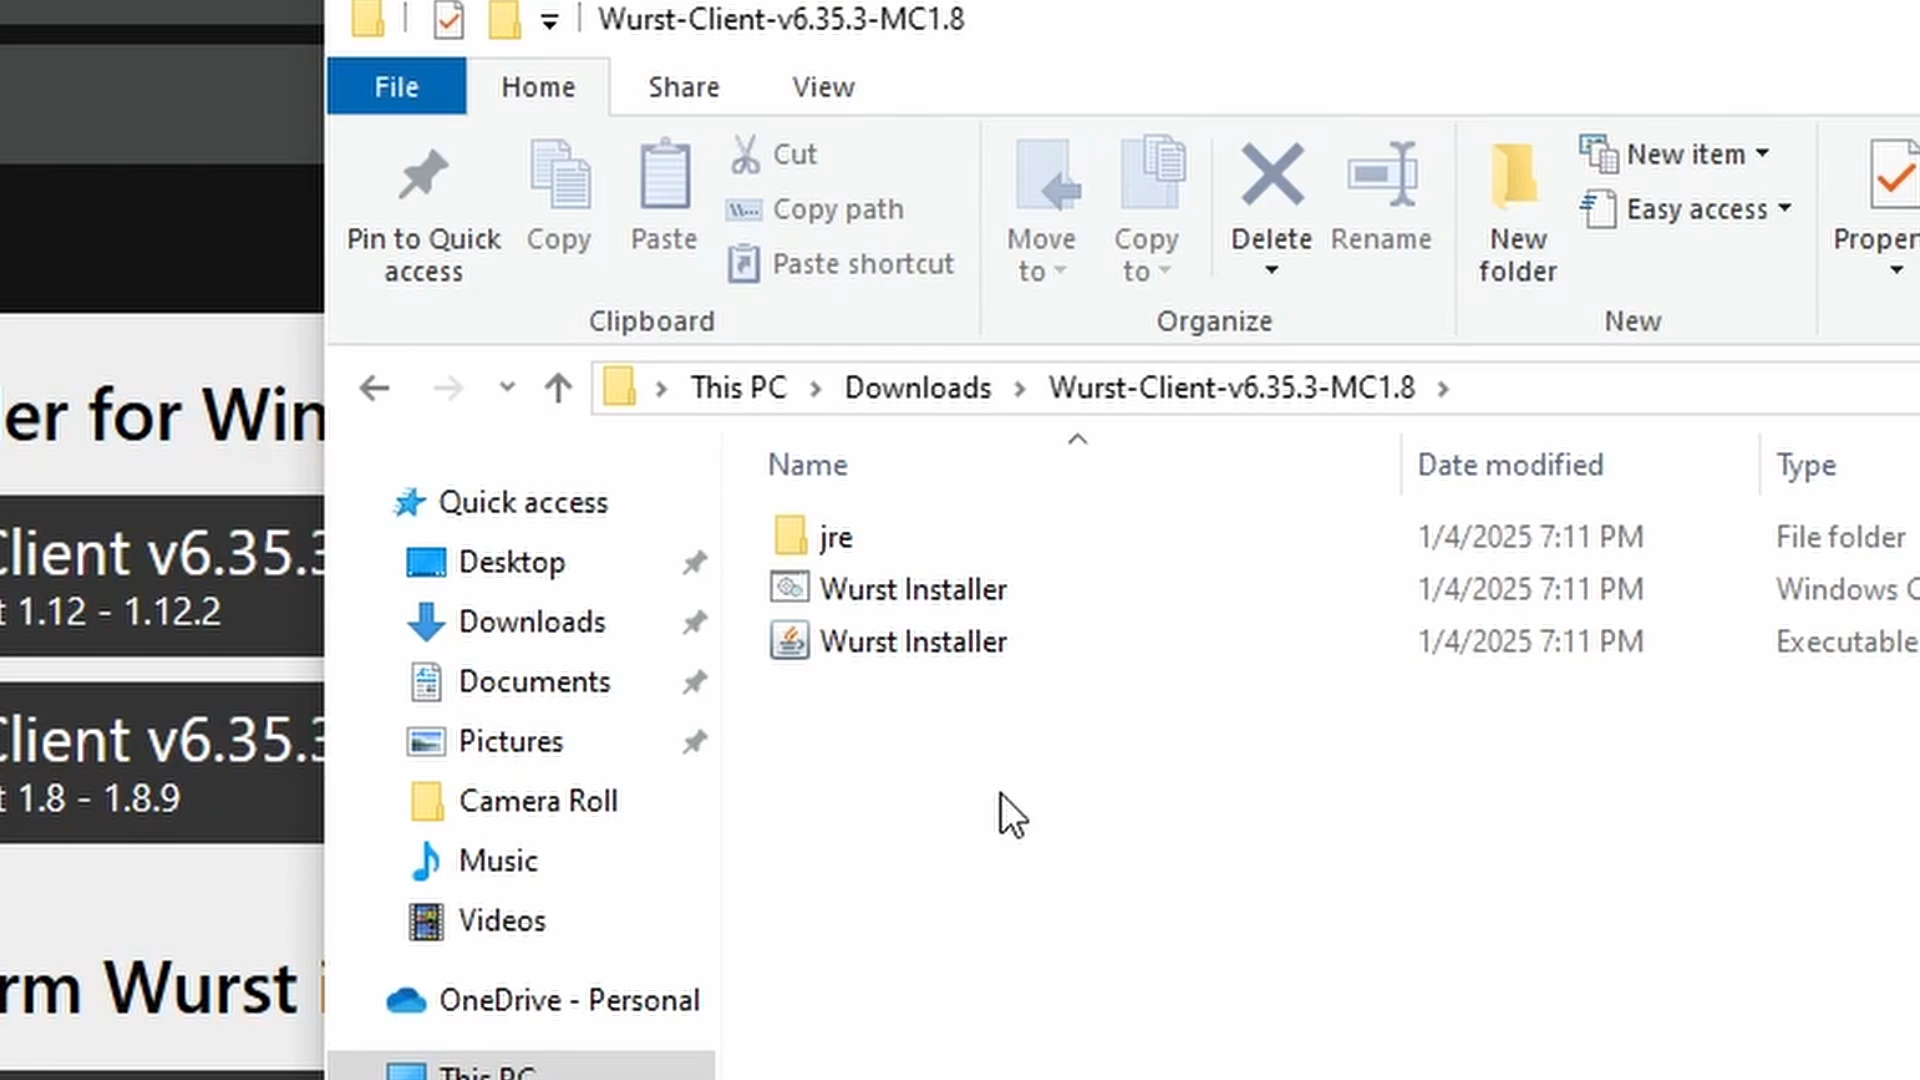 Wurst-Client-v6.35.3-MC1.8
File Home Share View
Pin to Quick access
Copy
Paste
Cut
Copy path
Paste shortcut
Clipboard
Move to
Copy to
Delete
Rename
Organize
New folder
New item
Easy access
New
This PC Downloads Wurst-Client-v6.35.3-MC1.8
Name Date modified Type
jre 1/4/2025 7:11 PM File folder
Wurst Installer 1/4/2025 7:11 PM Windows
Wurst Installer 1/4/2025 7:11 PM Executable
Quick access
Desktop
Downloads
Documents
Pictures
Camera Roll
Music
Videos
OneDrive - Personal
This PC
er for Win
Client v6.35.3
t 1.12 - 1.12.2
Client v6.35.3
t 1.8 - 1.8.9
rm Wurst